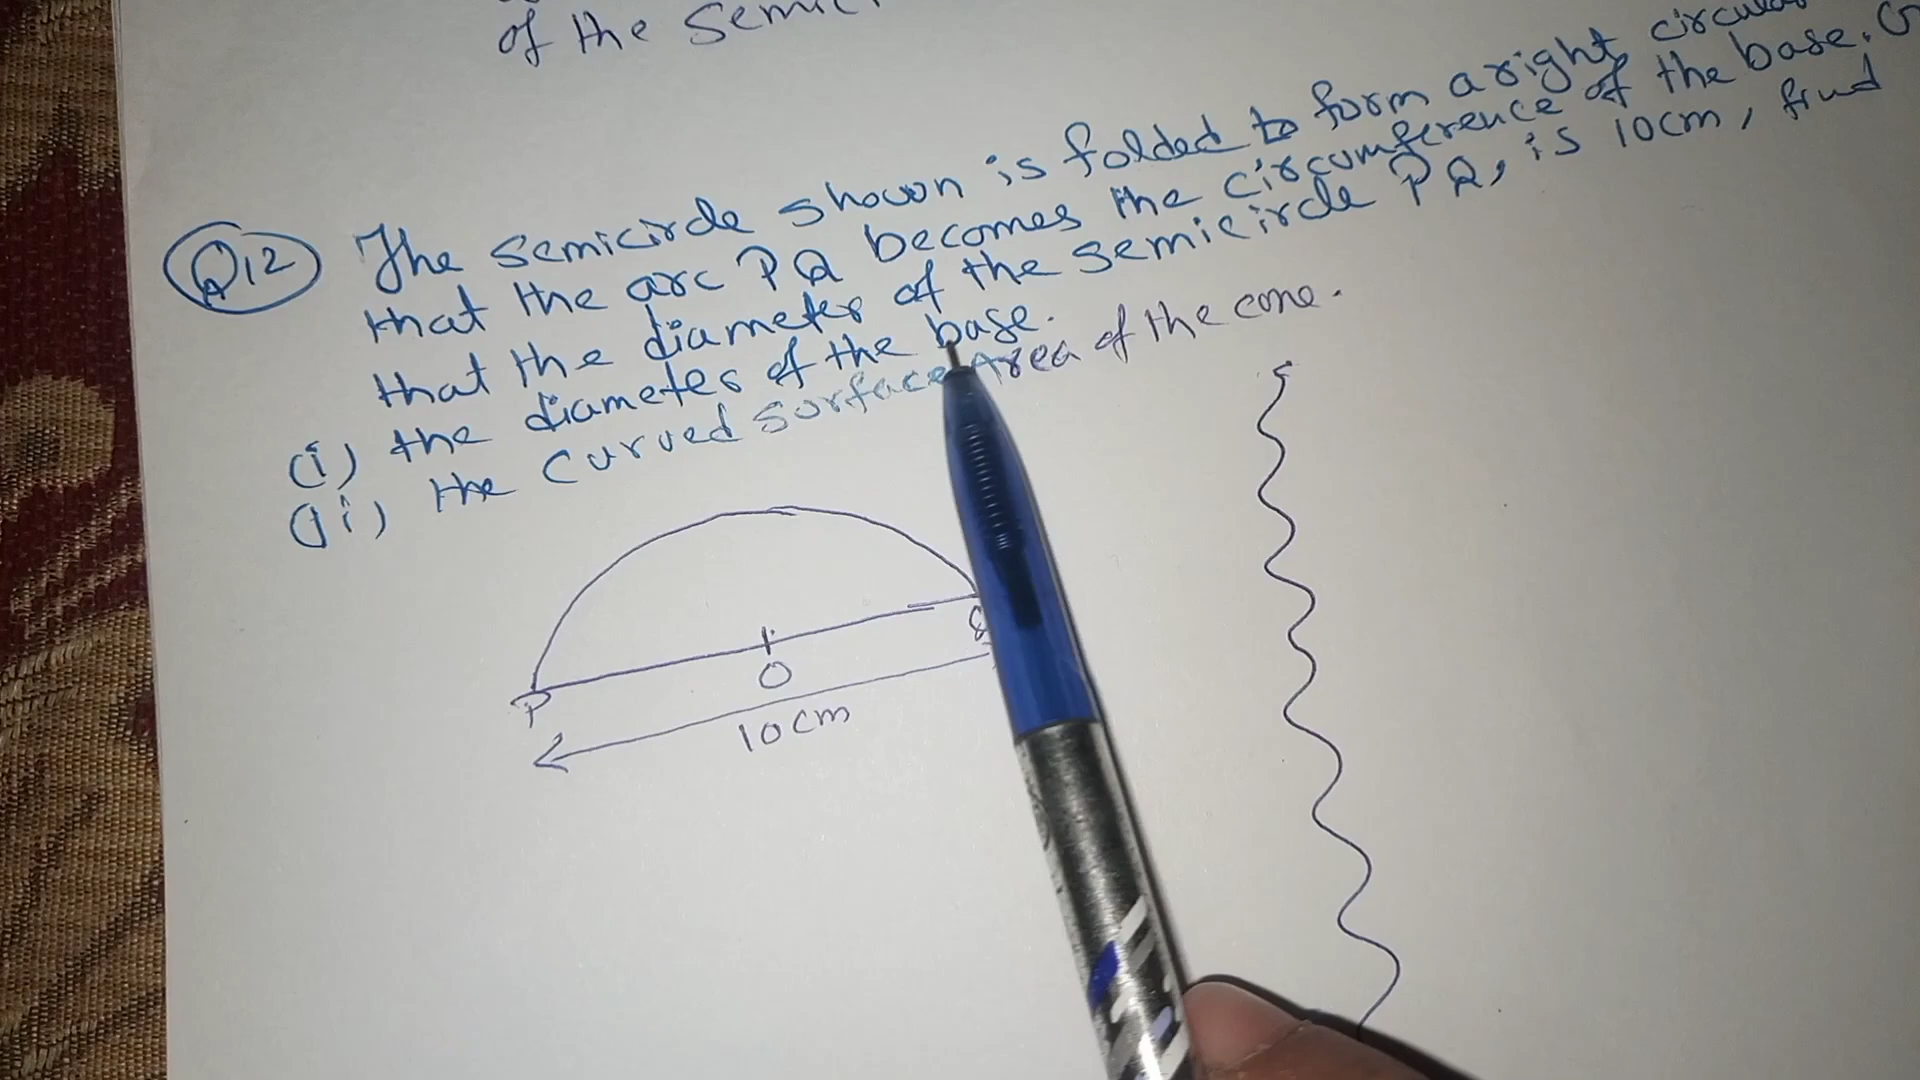 of the semic
Q12 The semicircle shown is folded to form a right circular
that the arc PQ becomes the circumference of the base.
that the diameter of the semicircle PQ, is 10cm, find
(i) the diameter of the base.
(ii) the curved surface Area of the cone.
P
O
Q
10cm